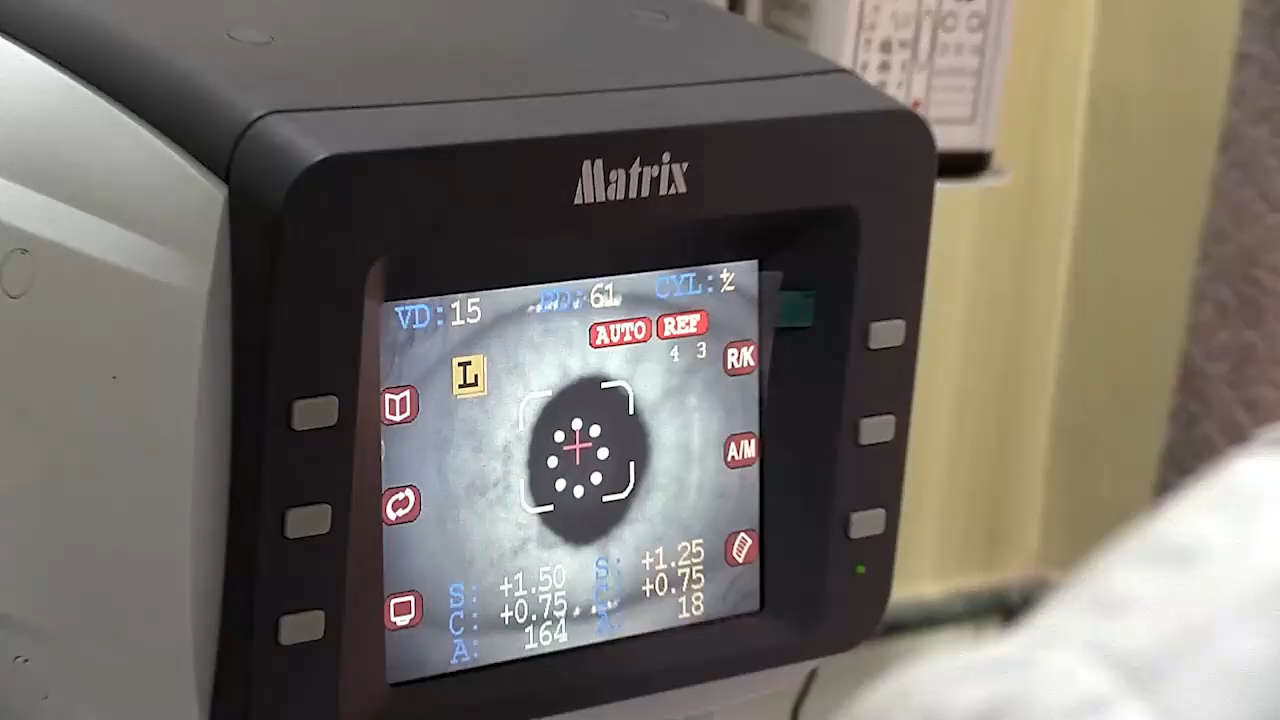 Matrix
VD:15 PD:61 CYL:±
AUTO REF
4 3
R/K
L
A/M
S: +1.50 S: +1.25
C: +0.75 C: +0.75
A: 164 A: 18